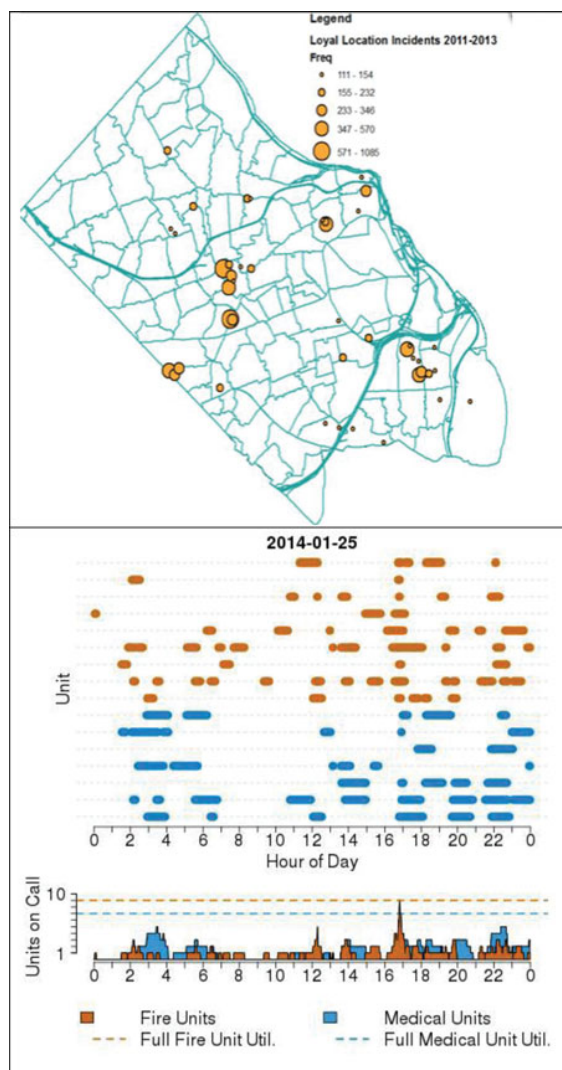 Legend
Loyal Location Incidents 2011-2013
Freq
111 - 154
155 - 232
233 - 346
347 - 570
571 - 1085
2014-01-25
Unit
0 2 4 6 8 10 12 14 16 18 20 22 0
Hour of Day
Units on Call
10
1
0 2 4 6 8 10 12 14 16 18 20 22 0
Fire Units Medical Units
Full Fire Unit Util. Full Medical Unit Util.